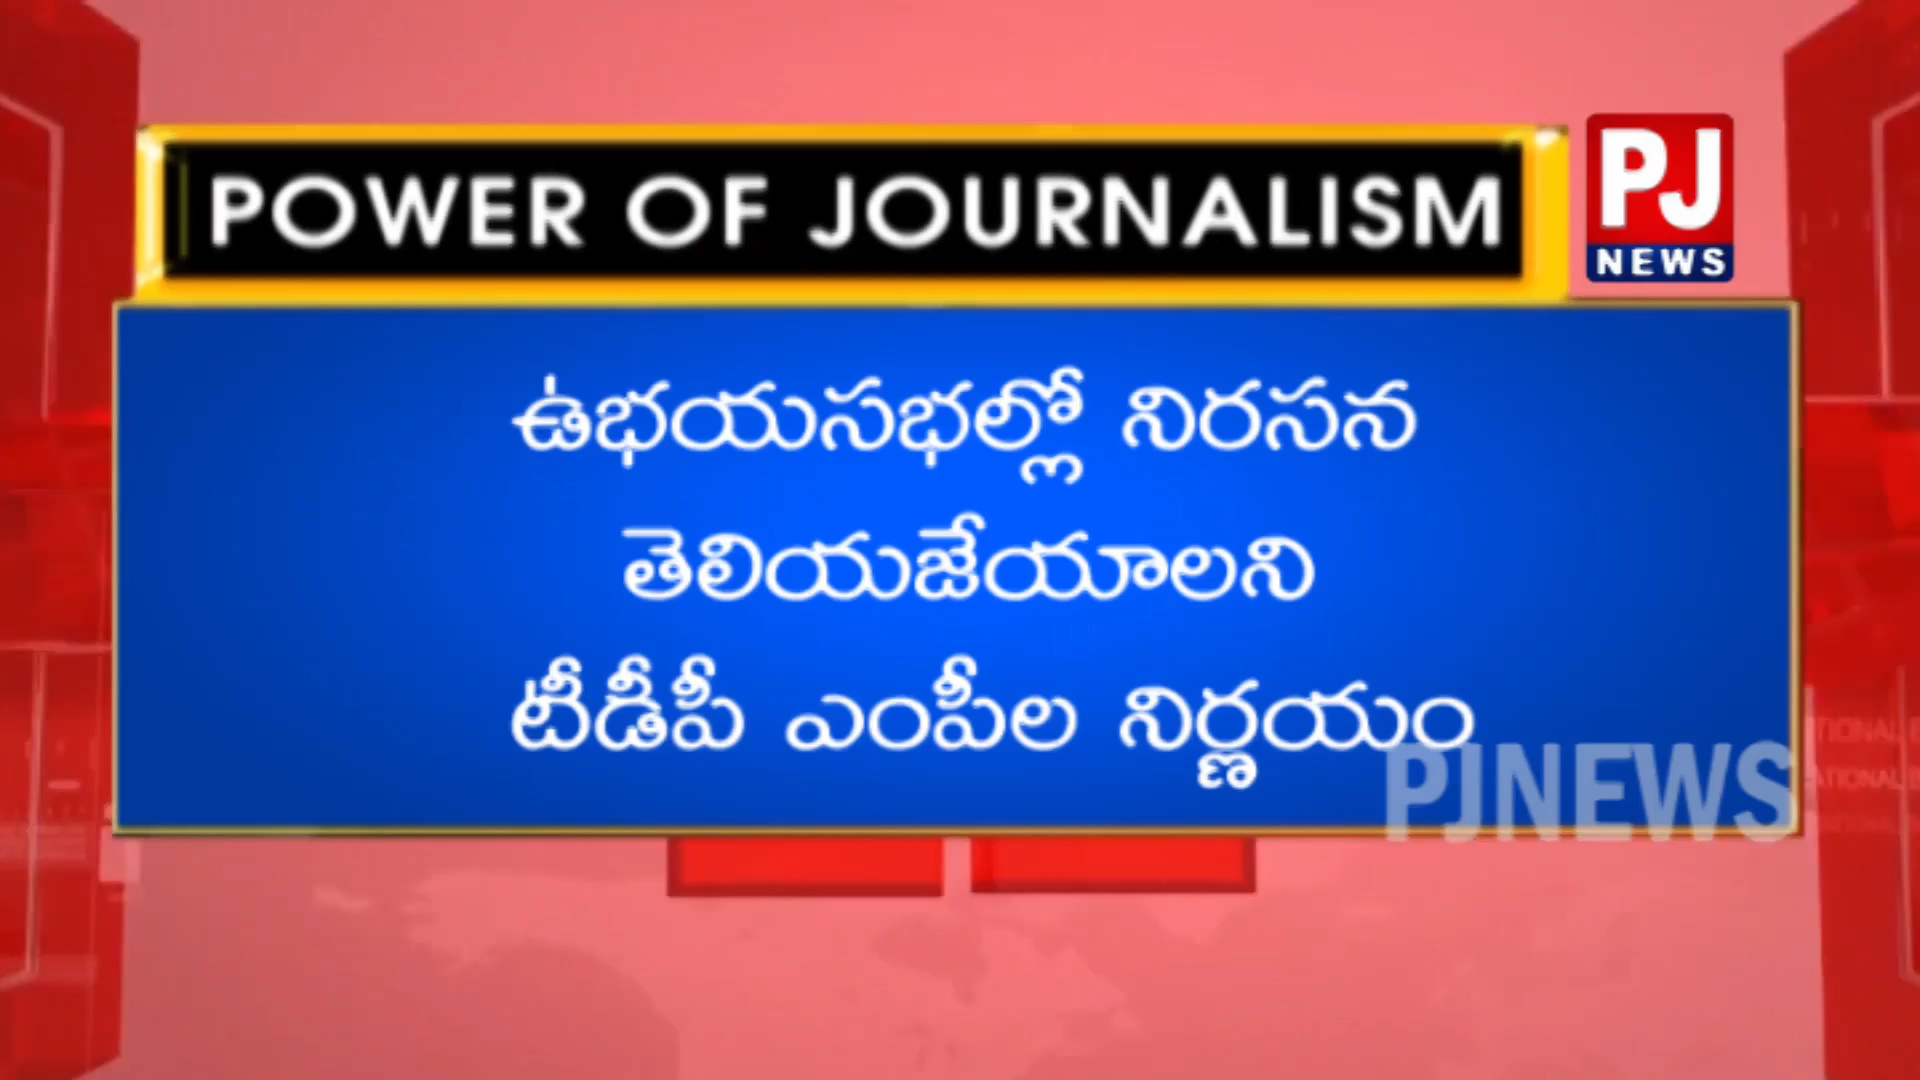 POWER OF JOURNALISM
PJ
NEWS
ఉభయసభల్లో నిరసన
తెలియజేయాలని
టీడీపీ ఎంపీల నిర్ణయం
PJNEWS